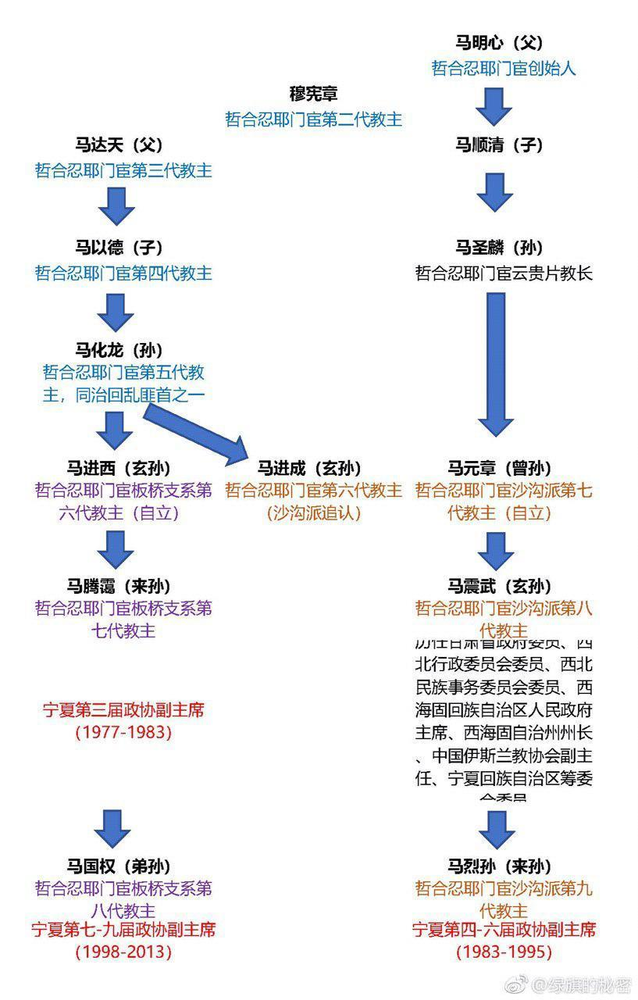 马明心（父）
哲合忍耶门宦创始人
穆宪章
哲合忍耶门宦第二代教主
马达天（父）
哲合忍耶门宦第三代教主
马顺清（子）
马以德（子）
哲合忍耶门宦第四代教主
马圣麟（孙）
哲合忍耶门宦云贵片教长
马化龙（孙）
哲合忍耶门宦第五代教
主，同治回乱匪首之一
马进西（玄孙）
哲合忍耶门宦板桥支系第
六代教主（自立）
马进成（玄孙）
哲合忍耶门宦第六代教主
（沙沟派追认）
马元章（曾孙）
哲合忍耶门宦沙沟派第七
代教主（自立）
马腾霭（来孙）
哲合忍耶门宦板桥支系第
七代教主
宁夏第三届政协副主席
（1977-1983）
马震武（玄孙）
哲合忍耶门宦沙沟派第八
代教主
历任甘肃省政府委员、西
北行政委员会委员、西北
民族事务委员会委员、西
海固回族自治区人民政府
主席、西海固自治州州长
、中国伊斯兰教协会副主
任、宁夏回族自治区筹委
会委员
马国权（弟孙）
哲合忍耶门宦板桥支系第
八代教主
宁夏第七-九届政协副主席
（1998-2013）
马烈孙（来孙）
哲合忍耶门宦沙沟派第九
代教主
宁夏第四-六届政协副主席
（1983-1995）
@绿旗的秘密